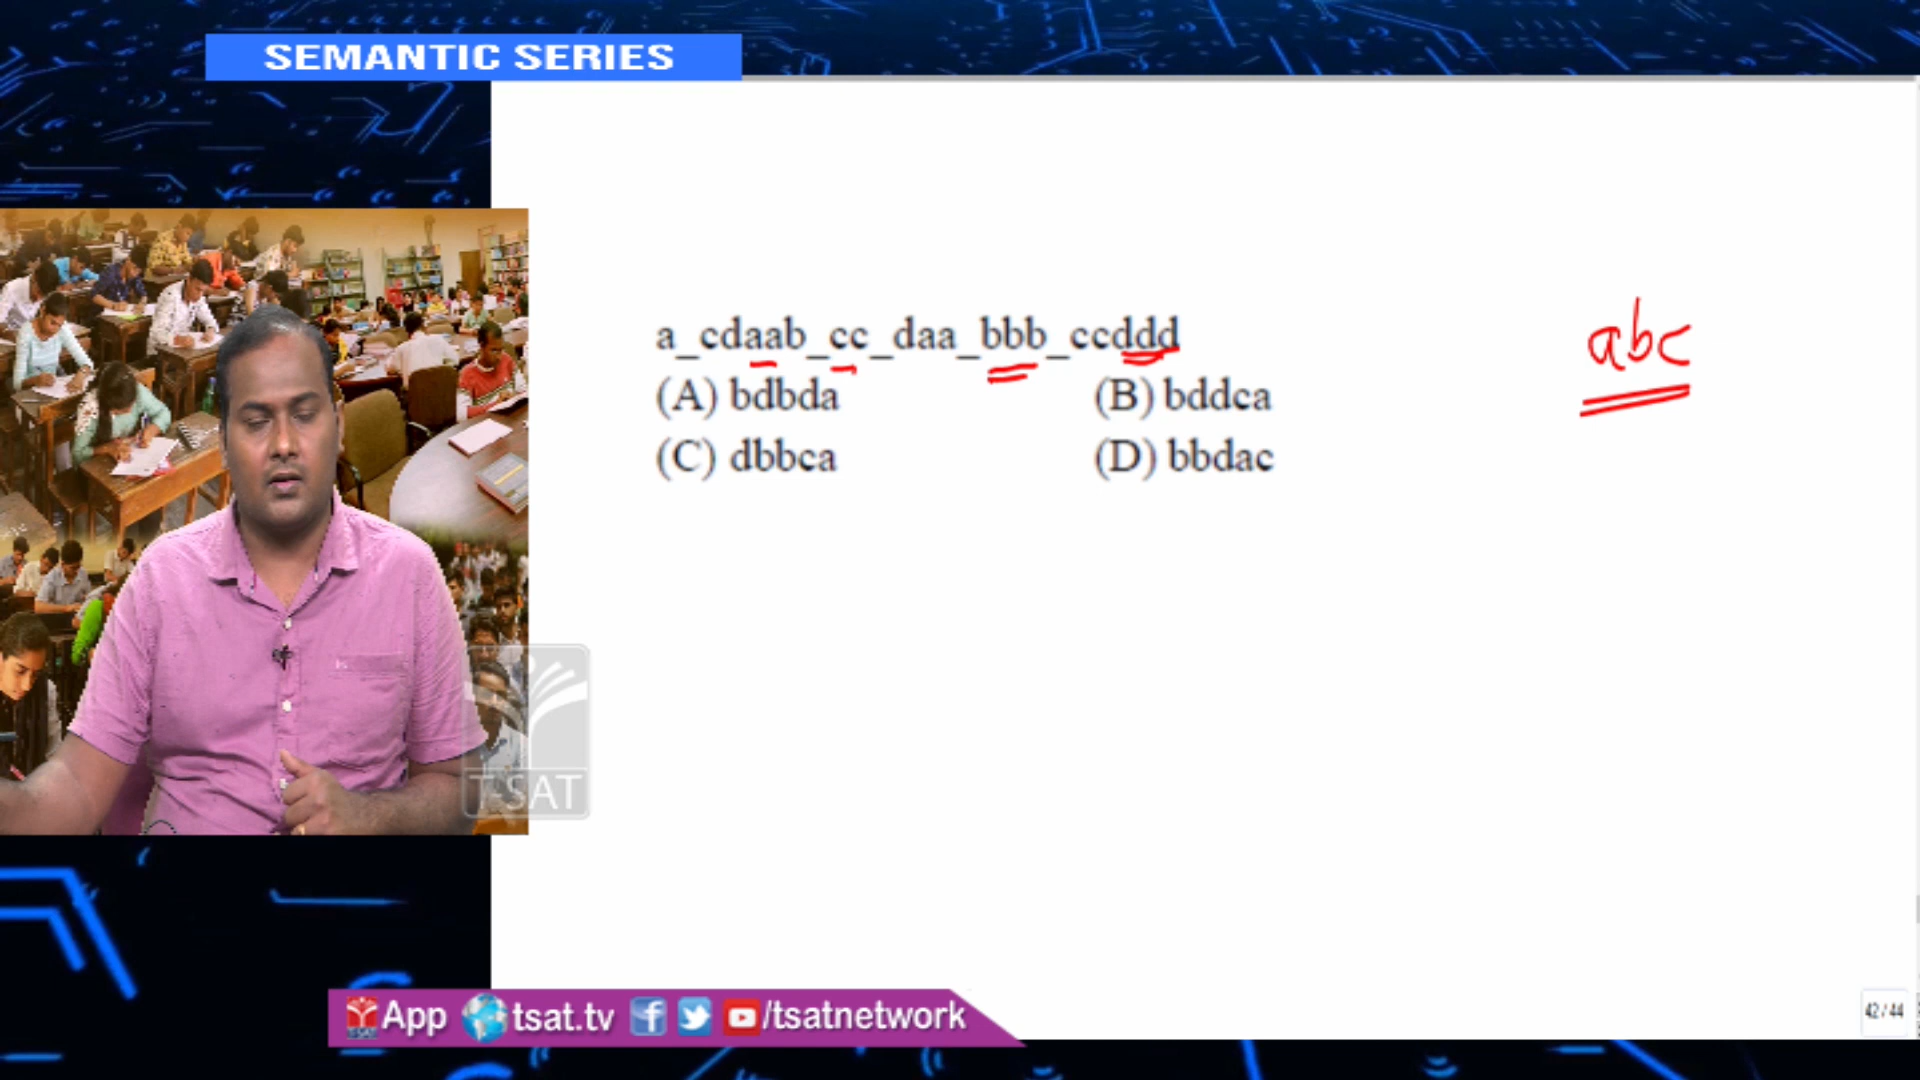 SEMANTIC SERIES
a_cdaab_cc_daa_bbb_ccddd
abc
(A) bdbda (B) bddca
(C) dbbca (D) bbdac
T-SAT
App tsat.tv /tsatnetwork
42/44